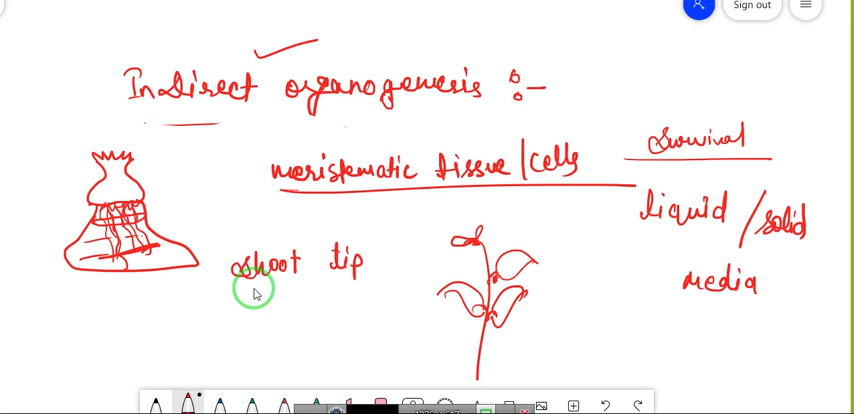 Sign out
Indirect organogenesis :-
meristematic tissue/cells
survival
liquid/solid
media
shoot tip